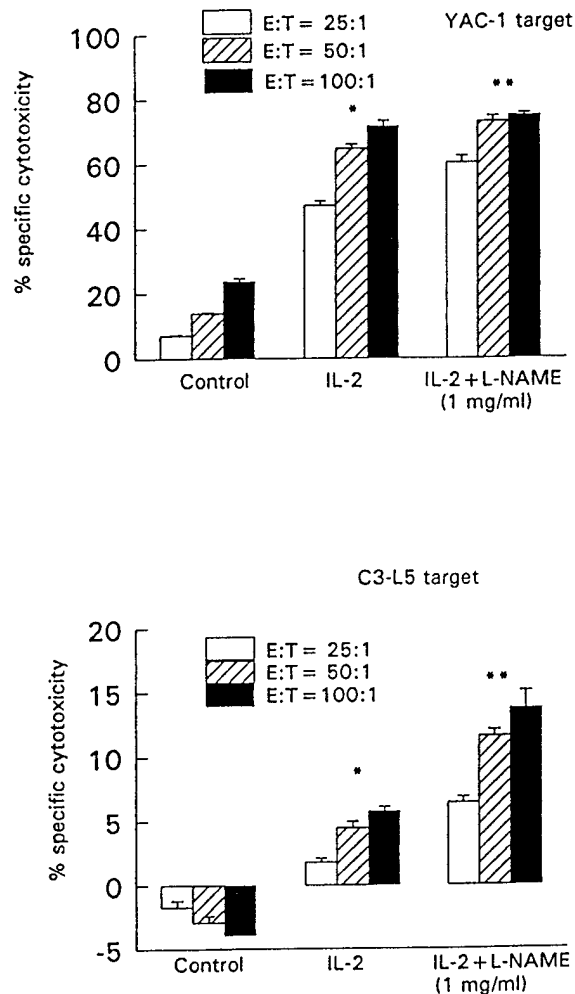 E:T = 25:1
YAC-1 target
E:T = 50:1
E:T = 100:1
% specific cytotoxicity
100
80
60
40
20
0
*
**
Control
IL-2
IL-2 + L-NAME
(1 mg/ml)
C3-L5 target
E:T = 25:1
E:T = 50:1
E:T = 100:1
% specific cytotoxicity
20
15
10
5
0
-5
*
**
Control
IL-2
IL-2 + L-NAME
(1 mg/ml)